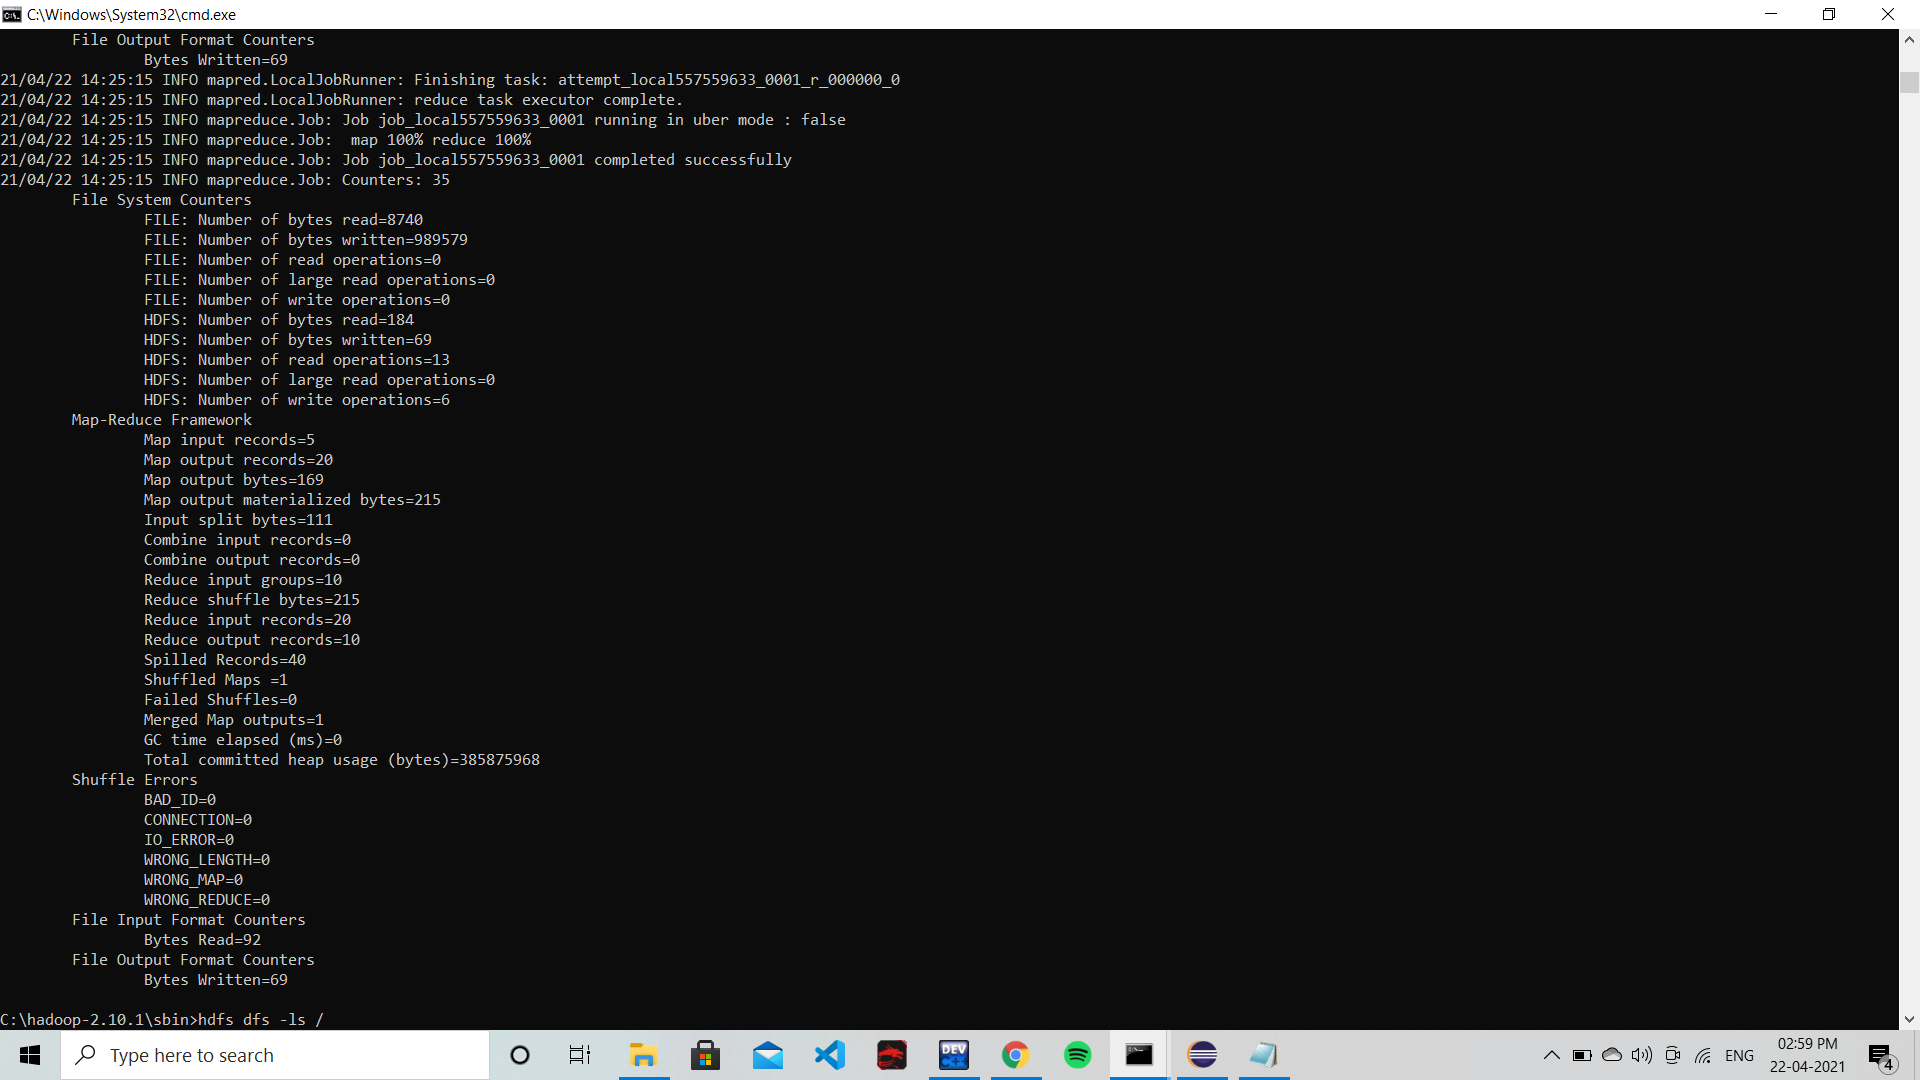 C:\Windows\System32\cmd.exe
File Output Format Counters
Bytes Written=69
21/04/22 14:25:15 INFO mapred.LocalJobRunner: Finishing task: attempt_local557559633_0001_r_000000_0
21/04/22 14:25:15 INFO mapred.LocalJobRunner: reduce task executor complete.
21/04/22 14:25:15 INFO mapreduce.Job: Job job_local557559633_0001 running in uber mode : false
21/04/22 14:25:15 INFO mapreduce.Job:  map 100% reduce 100%
21/04/22 14:25:15 INFO mapreduce.Job: Job job_local557559633_0001 completed successfully
21/04/22 14:25:15 INFO mapreduce.Job: Counters: 35
File System Counters
FILE: Number of bytes read=8740
FILE: Number of bytes written=989579
FILE: Number of read operations=0
FILE: Number of large read operations=0
FILE: Number of write operations=0
HDFS: Number of bytes read=184
HDFS: Number of bytes written=69
HDFS: Number of read operations=13
HDFS: Number of large read operations=0
HDFS: Number of write operations=6
Map-Reduce Framework
Map input records=5
Map output records=20
Map output bytes=169
Map output materialized bytes=215
Input split bytes=111
Combine input records=0
Combine output records=0
Reduce input groups=10
Reduce shuffle bytes=215
Reduce input records=20
Reduce output records=10
Spilled Records=40
Shuffled Maps =1
Failed Shuffles=0
Merged Map outputs=1
GC time elapsed (ms)=0
Total committed heap usage (bytes)=385875968
Shuffle Errors
BAD_ID=0
CONNECTION=0
IO_ERROR=0
WRONG_LENGTH=0
WRONG_MAP=0
WRONG_REDUCE=0
File Input Format Counters
Bytes Read=92
File Output Format Counters
Bytes Written=69
C:\hadoop-2.10.1\sbin>hdfs dfs -ls /
Type here to search
DEV
C++
ENG
02:59 PM
22-04-2021
4